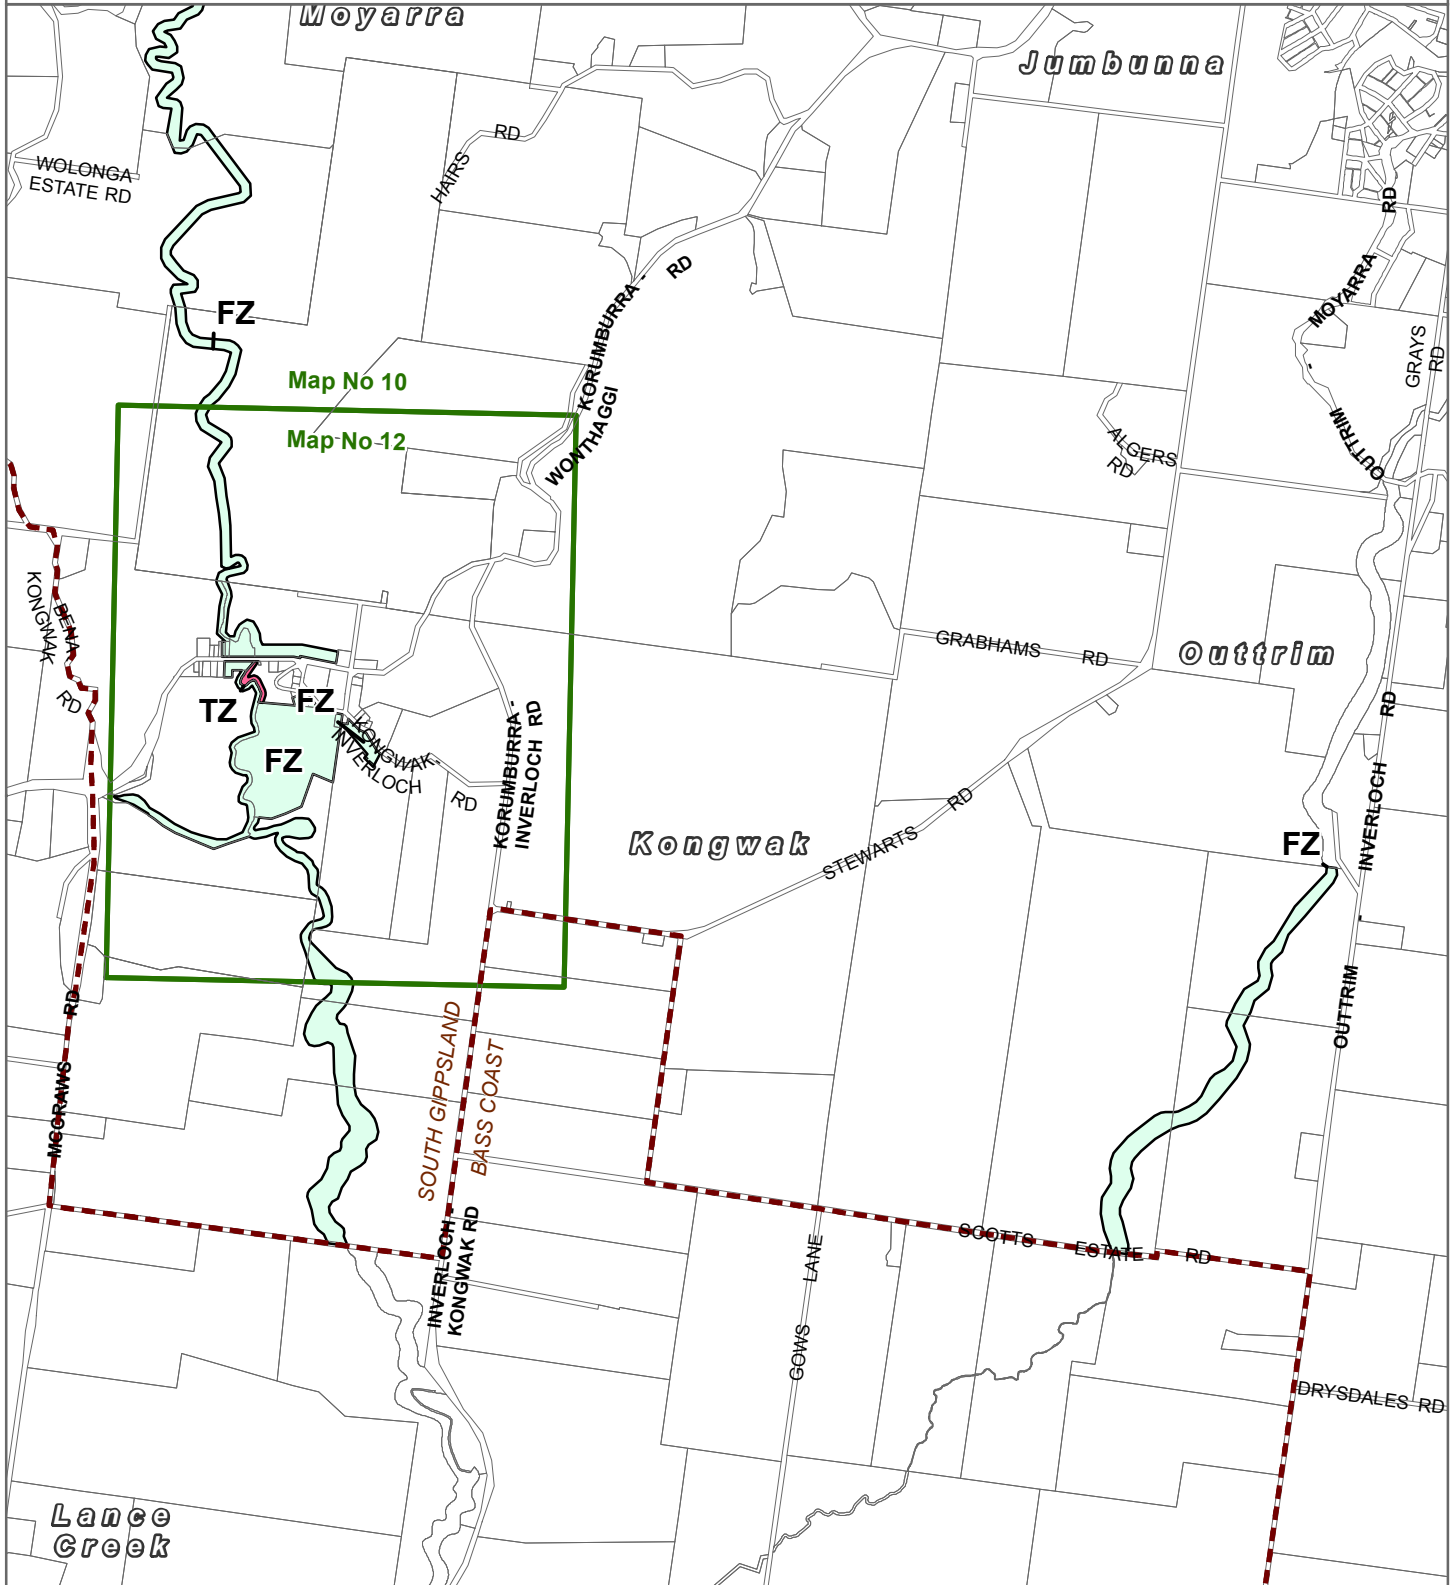 Moyarra
Jumbunna
HAIRS
RD
WOLONGA
ESTATE RD
RD
MOYARRA
-
OUTTRIM
KORUMBURRA -
WONTHAGGI
RD
FZ
GRAYS
RD
Map No 10
Map No 12
ALGERS
RD
BENA
KONGWAK
RD
GRABHAMS RD
Outtrim
TZ
FZ
FZ
KONGWAK-
INVERLOCH
RD
KORUMBURRA -
INVERLOCH RD
Kongwak
STEWARTS RD
FZ
OUTTRIM
-
INVERLOCH
RD
MCGRAWS
RD
SOUTH GIPPSLAND
BASS COAST
INVERLOCH -
KONGWAK RD
SCOTTS ESTATE RD
GOWS LANE
DRYSDALES RD
Lance
Creek